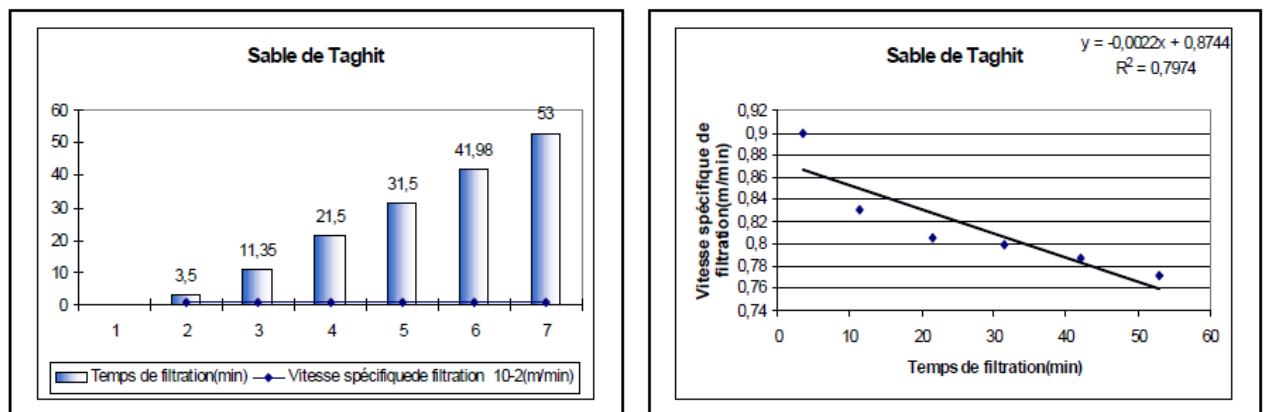 Sable de Taghit
60
50
40
30
20
10
0
3,5
11,35
21,5
31,5
41,98
53
1 2 3 4 5 6 7
Temps de filtration(min) Vitesse spécifiquede filtration 10-2(m/min)
Sable de Taghit
y = -0,0022x + 0,8744
R² = 0,7974
Vitesse spécifique de
filtration(m/min)
0,92
0,9
0,88
0,86
0,84
0,82
0,8
0,78
0,76
0,74
0 10 20 30 40 50 60
Temps de filtration(min)